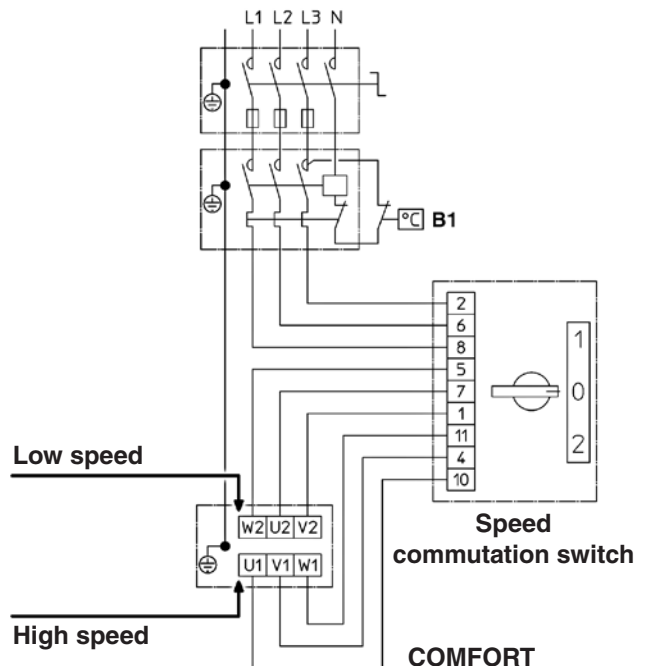 L1 L2 L3 N
°C B1
2
6
8
5
7
1
11
4
10
1
0
2
Speed
commutation switch
Low speed
W2 U2 V2
U1 V1 W1
High speed
COMFORT